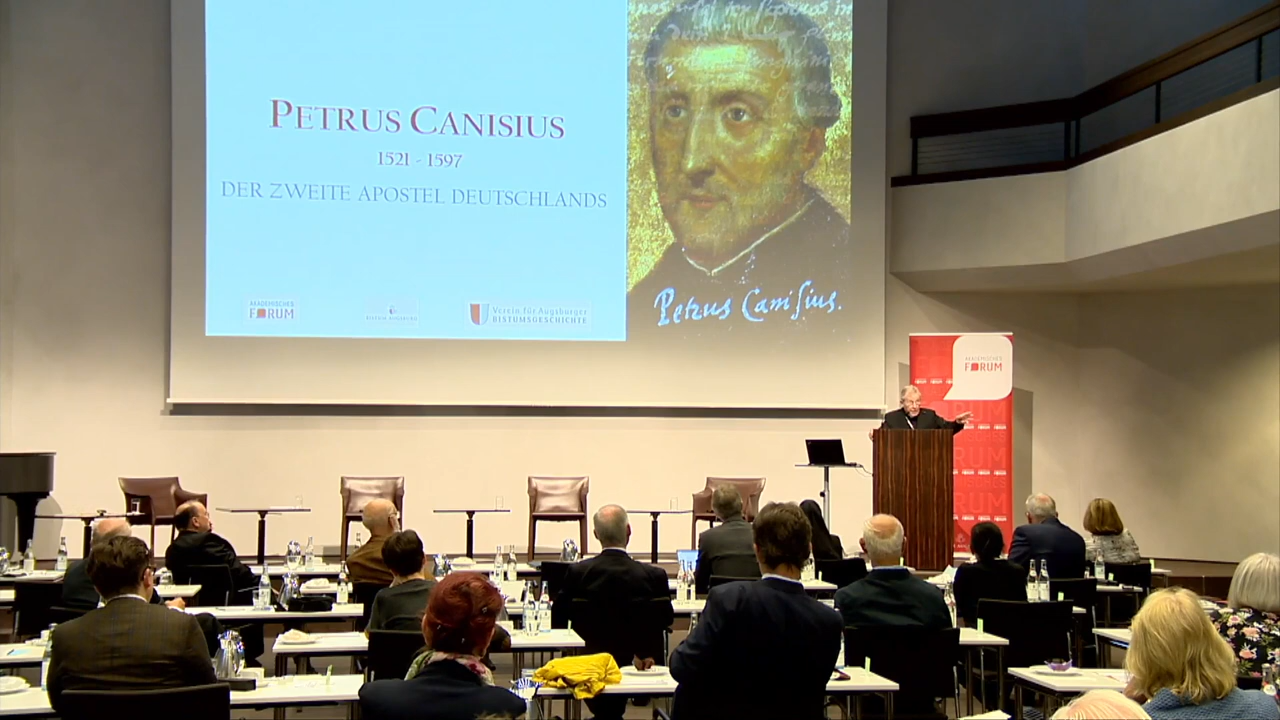 PETRUS CANISIUS
1521 - 1597
DER ZWEITE APOSTEL DEUTSCHLANDS
AKADEMISCHES
FORUM
Verein für Augsburger
BISTUMSGESCHICHTE
Petrus Canisius.
AKADEMISCHES
FORUM